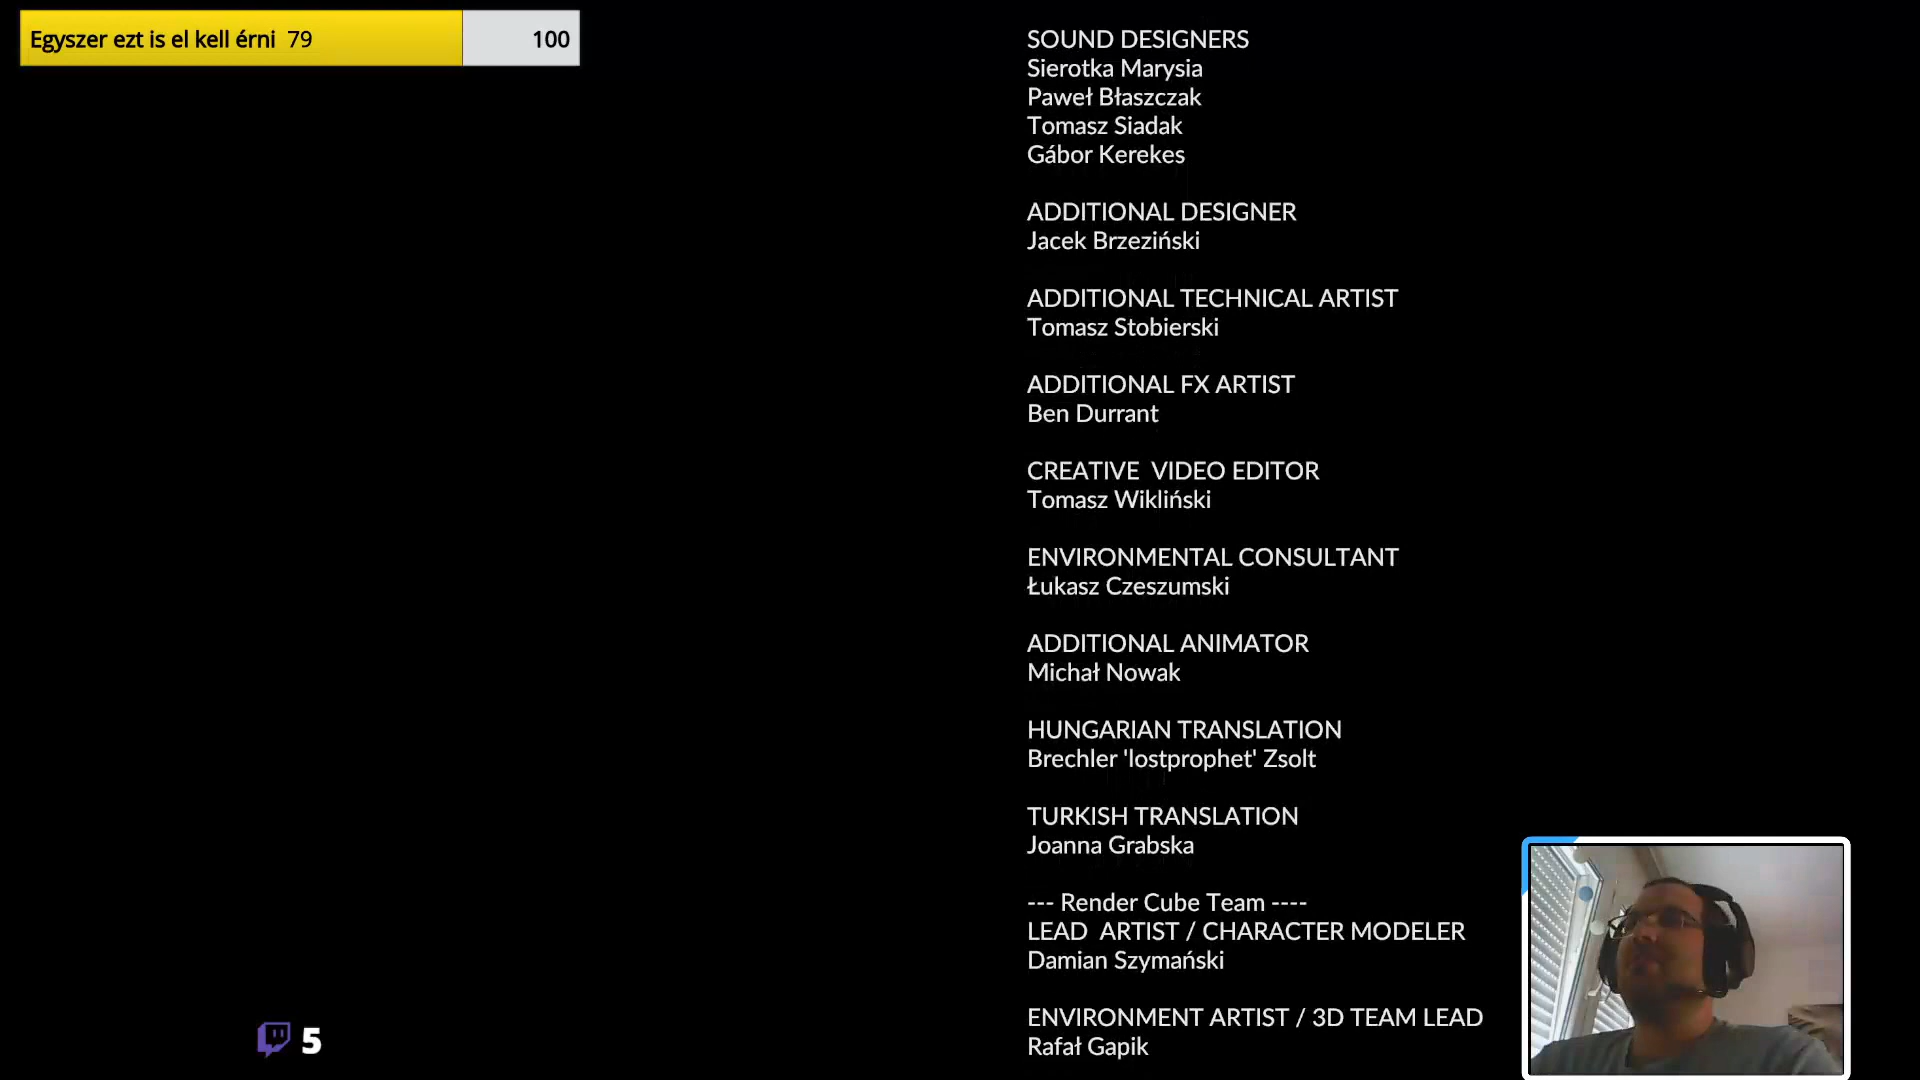 Egyszer ezt is el kell érni 79
100
SOUND DESIGNERS
Sierotka Marysia
Paweł Błaszczak
Tomasz Siadak
Gábor Kerekes
ADDITIONAL DESIGNER
Jacek Brzeziński
ADDITIONAL TECHNICAL ARTIST
Tomasz Stobierski
ADDITIONAL FX ARTIST
Ben Durrant
CREATIVE  VIDEO EDITOR
Tomasz Wikliński
ENVIRONMENTAL CONSULTANT
Łukasz Czeszumski
ADDITIONAL ANIMATOR
Michał Nowak
HUNGARIAN TRANSLATION
Brechler 'lostprophet' Zsolt
TURKISH TRANSLATION
Joanna Grabska
--- Render Cube Team ----
LEAD  ARTIST / CHARACTER MODELER
Damian Szymański
ENVIRONMENT ARTIST / 3D TEAM LEAD
Rafał Gapik
5